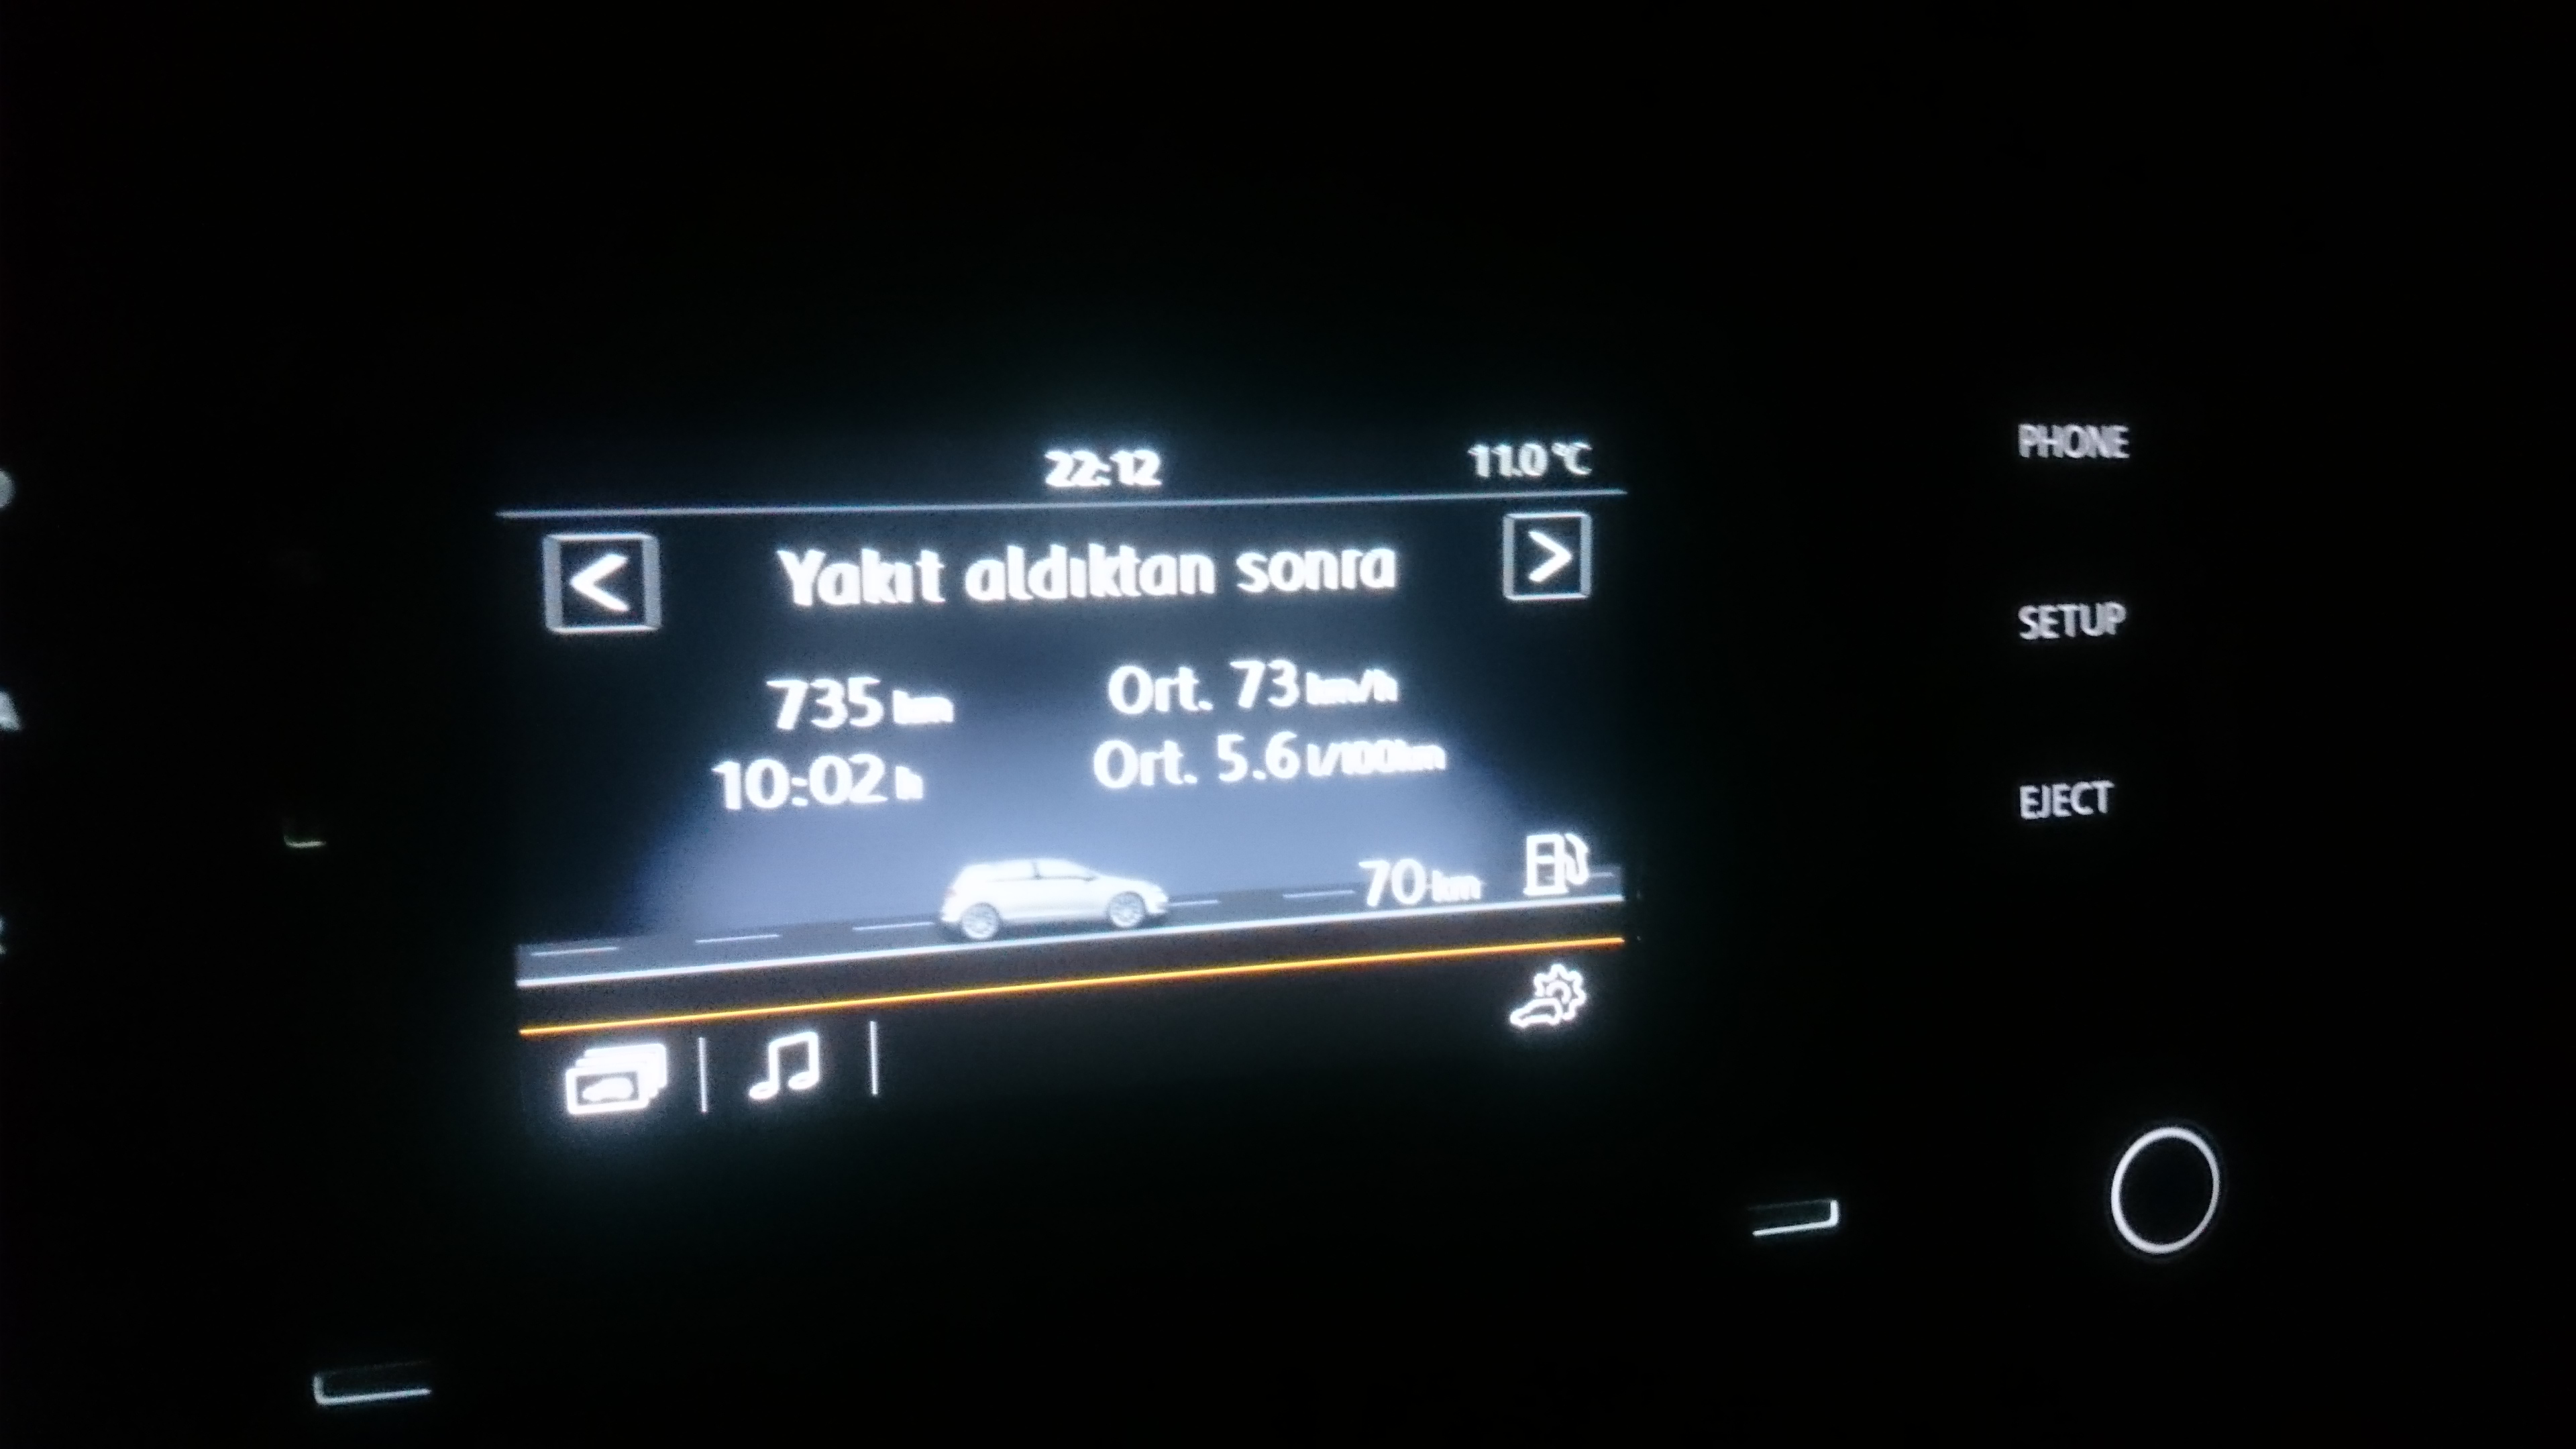 22:12
11.0 °C
<
Yakıt aldıktan sonra
>
735 km
Ort. 73 km/h
10:02 h
Ort. 5.6 l/100km
70 km
PHONE
SETUP
EJECT